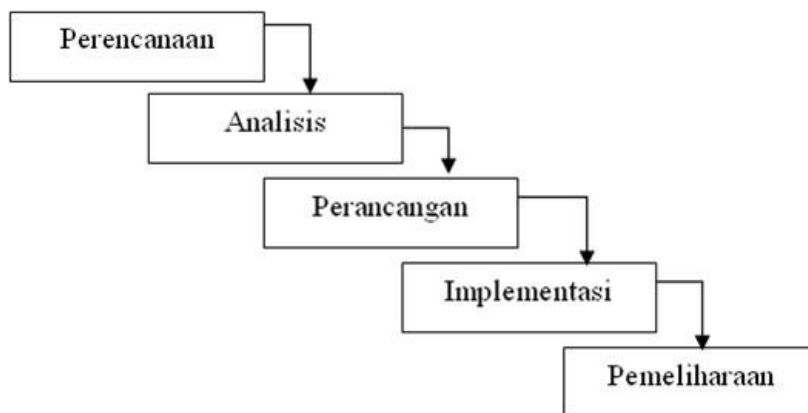 Perencanaan
Analisis
Perancangan
Implementasi
Pemeliharaan